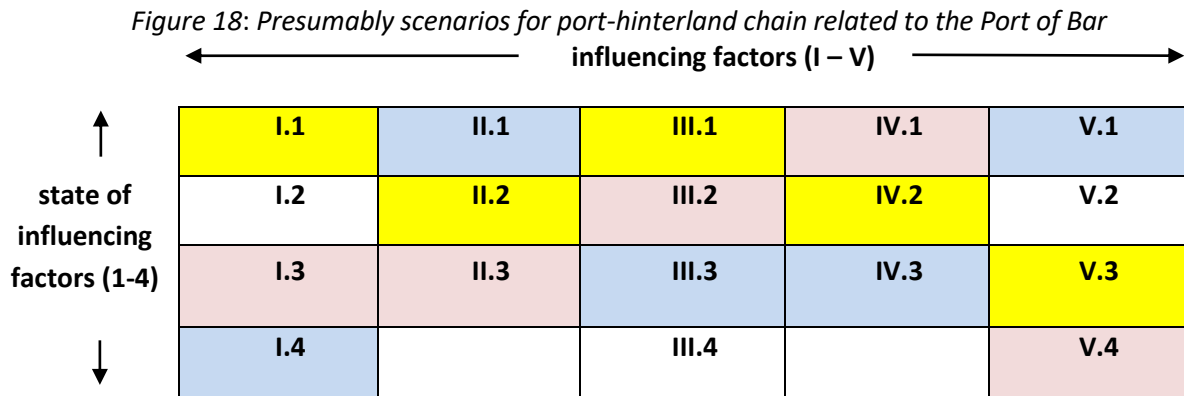 Figure 18: Presumably scenarios for port-hinterland chain related to the Port of Bar
influencing factors (I – V)
I.1 II.1 III.1 IV.1 V.1
state of
influencing
factors (1-4)
I.2 II.2 III.2 IV.2 V.2
I.3 II.3 III.3 IV.3 V.3
I.4 III.4 V.4